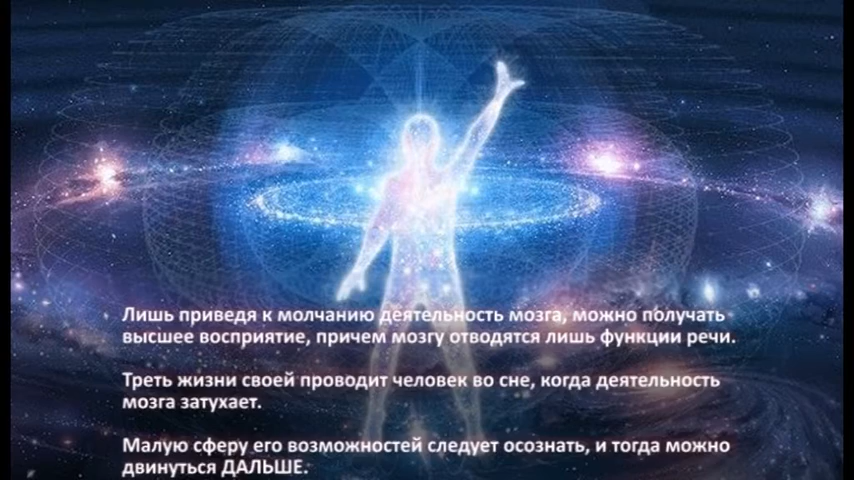 Лишь приведя к молчанию деятельность мозга, можно получать
высшее восприятие, причем мозгу отводятся лишь функции речи.
Треть жизни своей проводит человек во сне, когда деятельность
мозга затухает.
Малую сферу его возможностей следует осознать, и тогда можно
двинуться ДАЛЬШЕ.